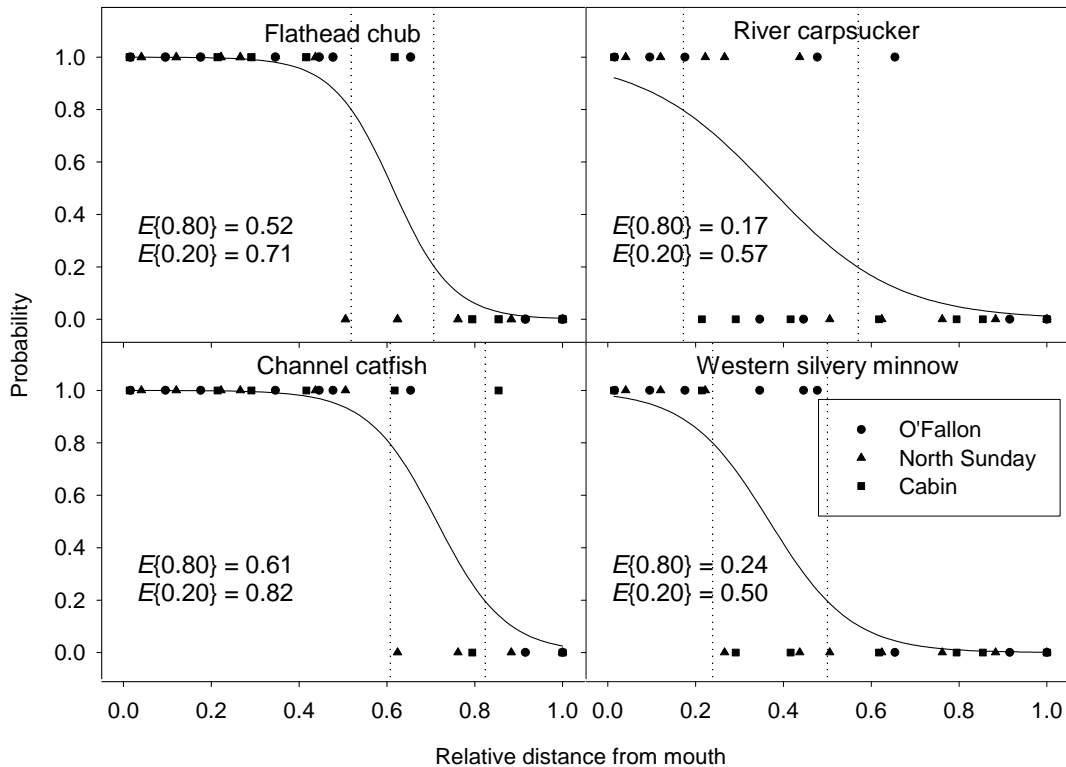 Flathead chub
River carpsucker
1.0
0.8
0.6
0.4
0.2
0.0
E{0.80} = 0.52
E{0.20} = 0.71
E{0.80} = 0.17
E{0.20} = 0.57
Probability
Channel catfish
Western silvery minnow
1.0
0.8
0.6
0.4
0.2
0.0
O'Fallon
North Sunday
Cabin
E{0.80} = 0.61
E{0.20} = 0.82
E{0.80} = 0.24
E{0.20} = 0.50
0.0 0.2 0.4 0.6 0.8 1.0
0.0 0.2 0.4 0.6 0.8 1.0
Relative distance from mouth